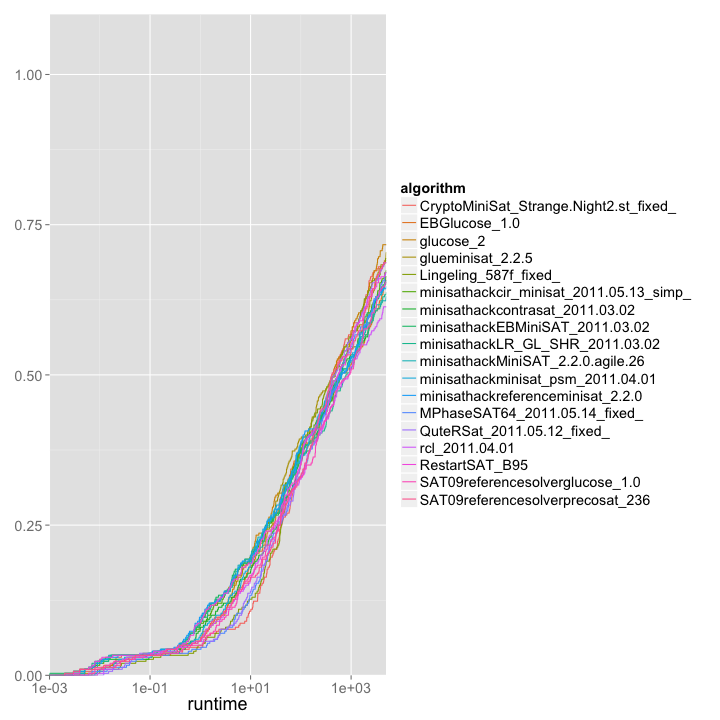 1.00
0.75
0.50
0.25
0.00
1e-03 1e-01 1e+01 1e+03
runtime
algorithm
CryptoMiniSat_Strange.Night2.st_fixed_
EBGlucose_1.0
glucose_2
glueminisat_2.2.5
Lingeling_587f_fixed_
minisathackcir_minisat_2011.05.13_simp_
minisathackcontrasat_2011.03.02
minisathackEBMiniSAT_2011.03.02
minisathackLR_GL_SHR_2011.03.02
minisathackMiniSAT_2.2.0.agile.26
minisathackminisat_psm_2011.04.01
minisathackreferenceminisat_2.2.0
MPhaseSAT64_2011.05.14_fixed_
QuteRSat_2011.05.12_fixed_
rcl_2011.04.01
RestartSAT_B95
SAT09referencesolverglucose_1.0
SAT09referencesolverprecosat_236